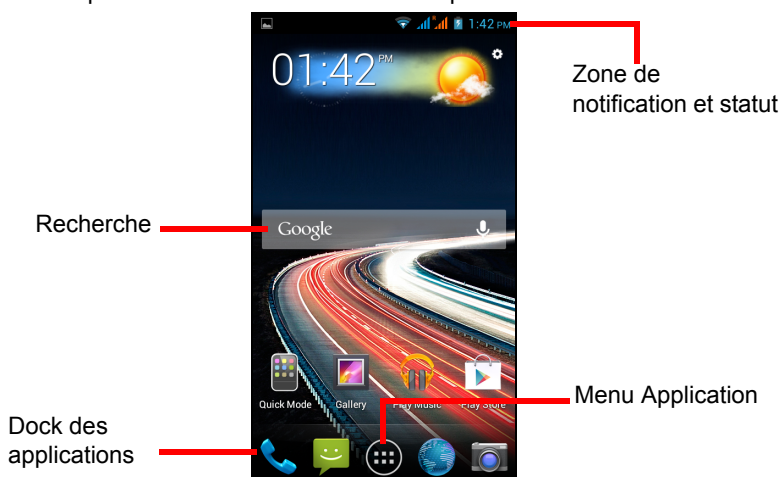 1:42 PM
01:42 PM
Zone de
notification et statut
Recherche
Google
Quick Mode
Gallery
Play Music
Play Store
Menu Application
Dock des
applications